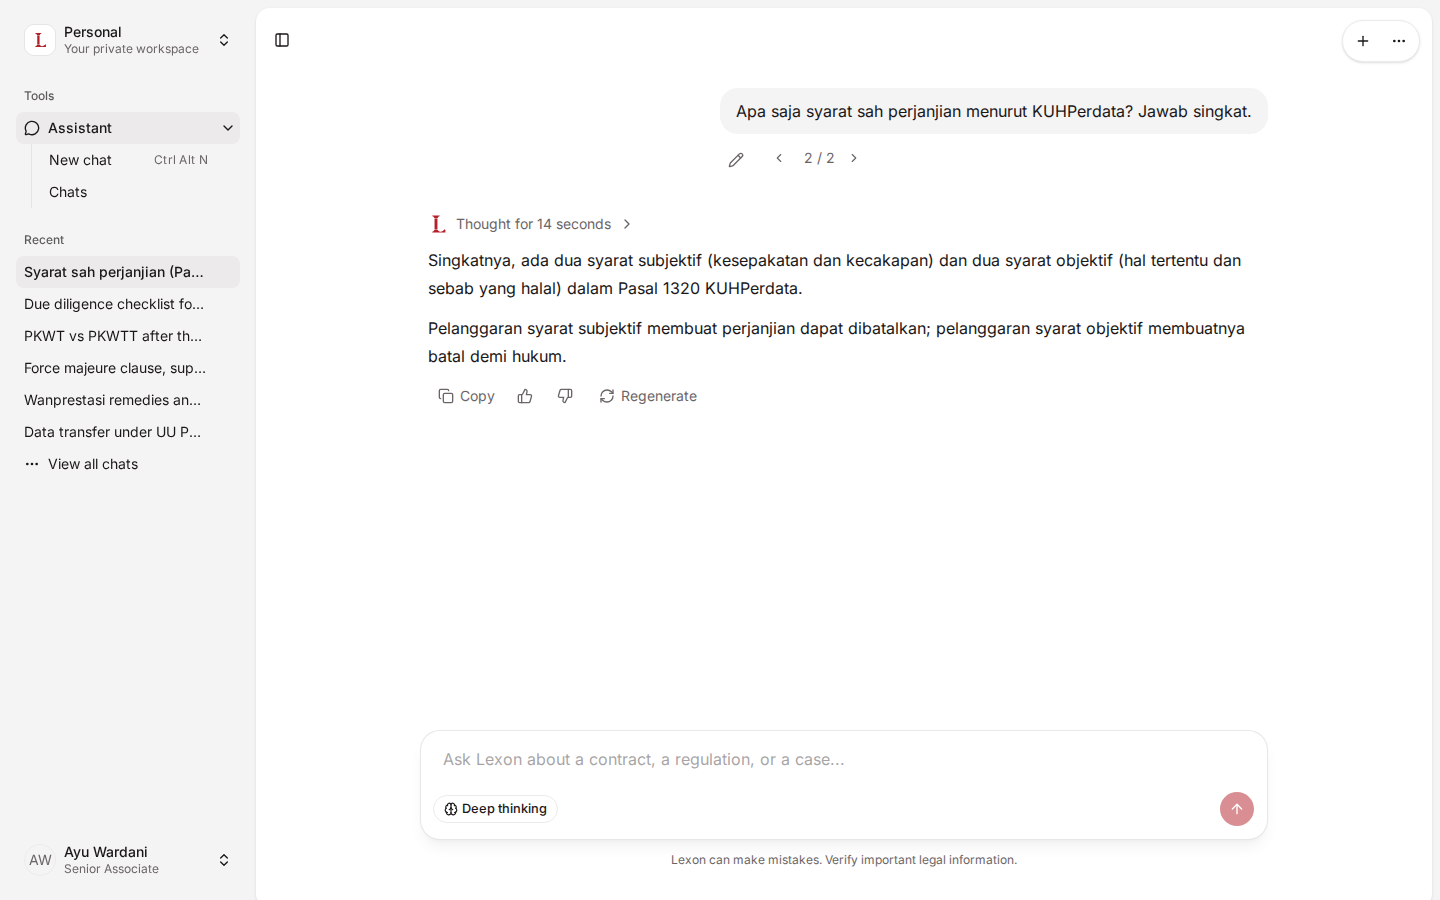 L
Personal
Your private workspace
Tools
Assistant
New chat
Ctrl Alt N
Chats
Recent
Syarat sah perjanjian (Pa...
Due diligence checklist fo...
PKWT vs PKWTT after th...
Force majeure clause, sup...
Wanprestasi remedies an...
Data transfer under UU P...
View all chats
AW
Ayu Wardani
Senior Associate
Apa saja syarat sah perjanjian menurut KUHPerdata? Jawab singkat.
2 / 2
L
Thought for 14 seconds
Singkatnya, ada dua syarat subjektif (kesepakatan dan kecakapan) dan dua syarat objektif (hal tertentu dan
sebab yang halal) dalam Pasal 1320 KUHPerdata.
Pelanggaran syarat subjektif membuat perjanjian dapat dibatalkan; pelanggaran syarat objektif membuatnya
batal demi hukum.
Copy
Regenerate
Ask Lexon about a contract, a regulation, or a case...
Deep thinking
Lexon can make mistakes. Verify important legal information.